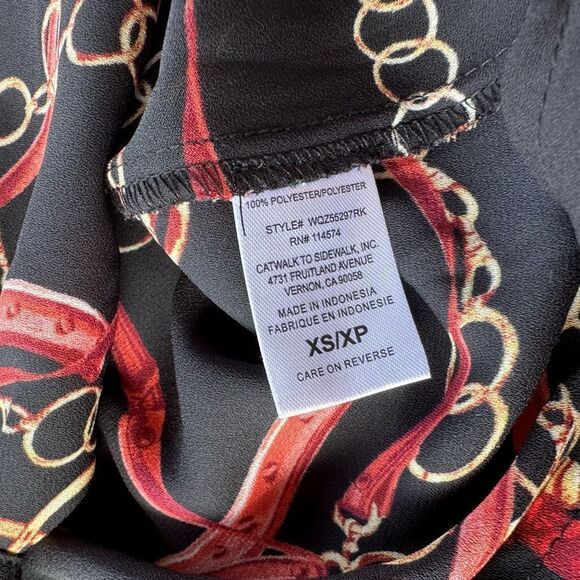 100% POLYESTER/POLYESTER
STYLE# WQZ55297RK
RN# 114574
CATWALK TO SIDEWALK, INC.
4731 FRUITLAND AVENUE
VERNON, CA 90058
MADE IN INDONESIA
FABRIQUE EN INDONESIE
XS/XP
CARE ON REVERSE